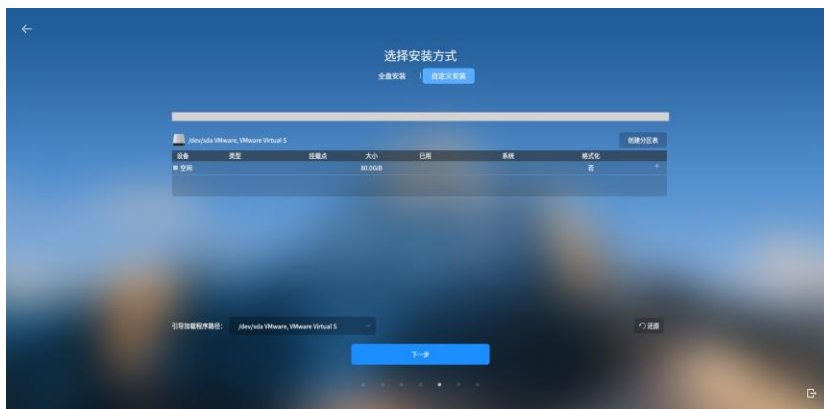 选择安装方式
全盘安装 | 自定义安装
/dev/sda VMware, VMware Virtual S 创建分区表
设备 类型 挂载点 大小 已用 系统 格式化
空闲 80.0GiB 否 +
引导加载程序路径: /dev/sda VMware, VMware Virtual S 还原
下一步